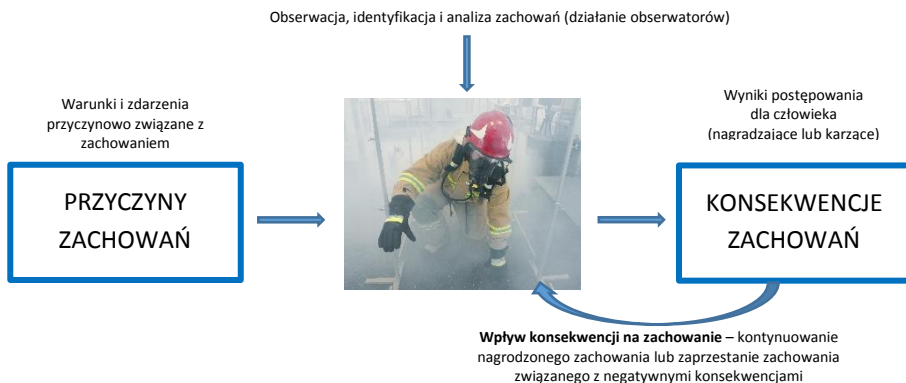 Obserwacja, identyfikacja i analiza zachowań (działanie obserwatorów)
Warunki i zdarzenia
przyczynowo związane z
zachowaniem
PRZYCZYNY
ZACHOWAŃ
Wyniki postępowania
dla człowieka
(nagradzające lub karzące)
KONSEKWENCJE
ZACHOWAŃ
Wpływ konsekwencji na zachowanie – kontynuowanie
nagrodzonego zachowania lub zaprzestanie zachowania
związanego z negatywnymi konsekwencjami